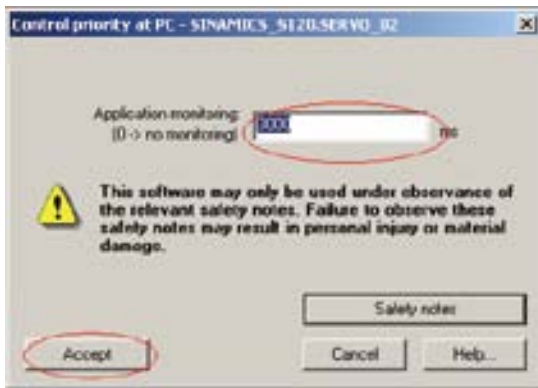 Control priority at PC - SINAMICS_S120.SERVO_02
Application monitoring:
(0 -> no monitoring)
ms
This software may only be used under observance of
the relevant safety notes. Failure to observe these
safety notes may result in personal injury or material
damage.
Safety notes
Accept
Cancel
Help...